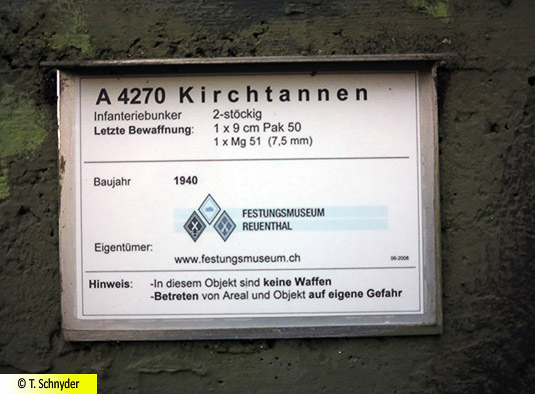 A 4270 Kirchtannen
Infanteriebunker 2-stöckig
Letzte Bewaffnung: 1 x 9 cm Pak 50
1 x Mg 51 (7,5 mm)
Baujahr 1940
FESTUNGSMUSEUM
REUENTHAL
Eigentümer:
www.festungsmuseum.ch
06-2008
Hinweis: -In diesem Objekt sind keine Waffen
-Betreten von Areal und Objekt auf eigene Gefahr
© T. Schnyder